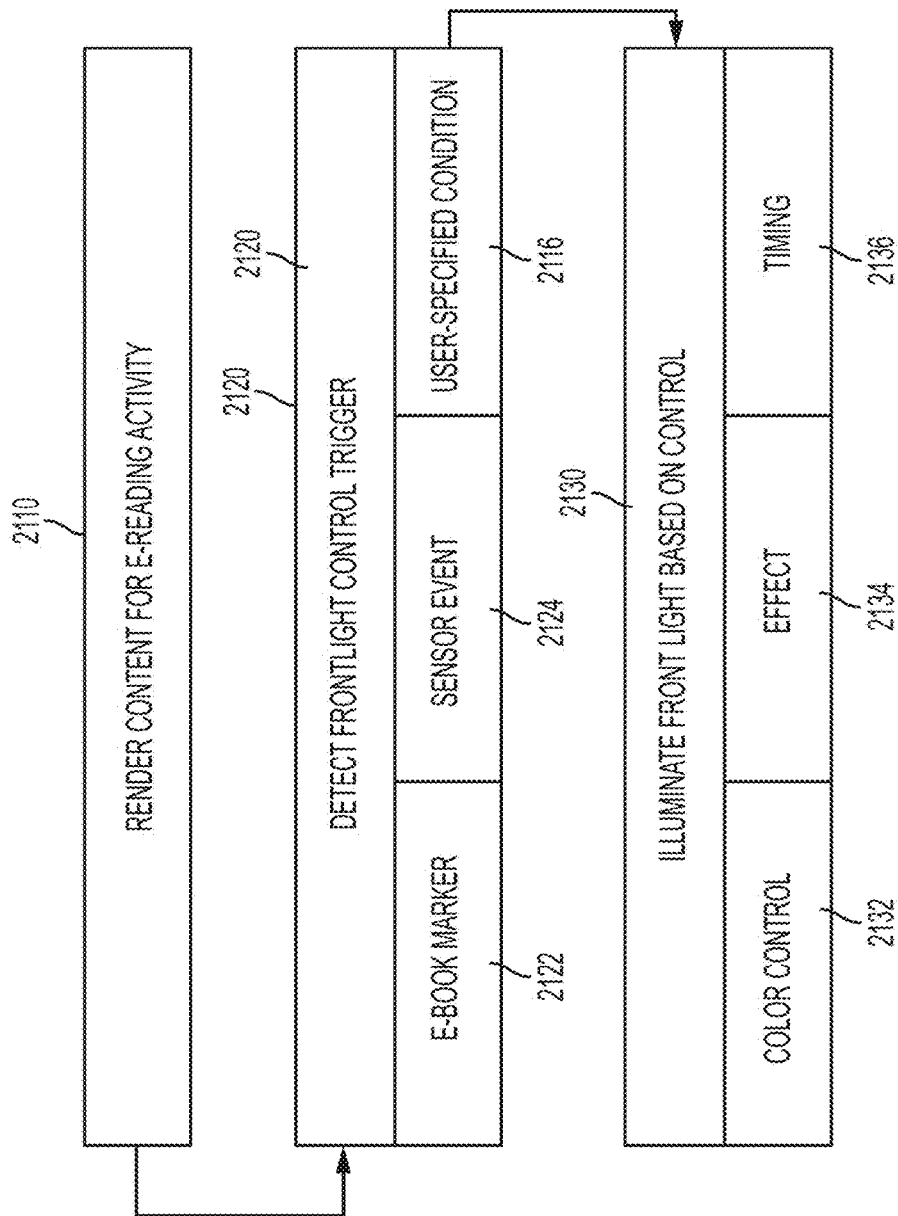 2110
RENDER CONTENT FOR E-READING ACTIVITY
2120
2120
DETECT FRONTLIGHT CONTROL TRIGGER
E-BOOK MARKER
SENSOR EVENT
USER-SPECIFIED CONDITION
2122
2124
2116
2130
ILLUMINATE FRONT LIGHT BASED ON CONTROL
COLOR CONTROL
EFFECT
TIMING
2132
2134
2136